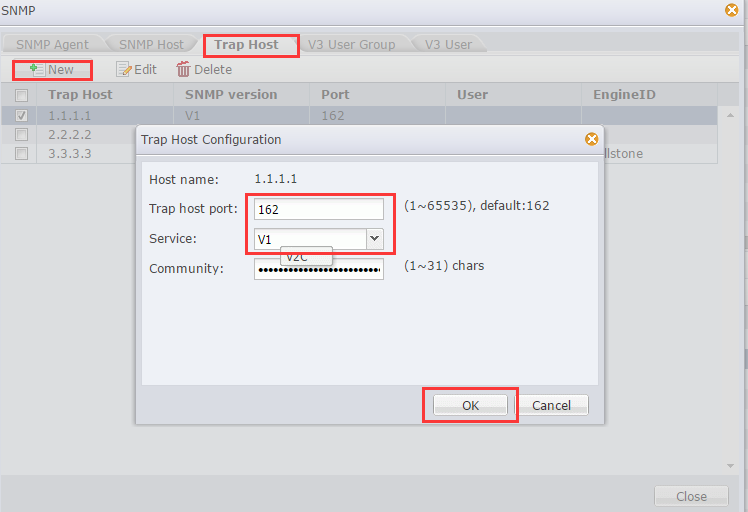 SNMP
SNMP Agent SNMP Host Trap Host V3 User Group V3 User
New Edit Delete
Trap Host SNMP version Port User EngineID
1.1.1.1 V1 162
2.2.2.2
3.3.3.3
Trap Host Configuration
Host name: 1.1.1.1
Trap host port: 162 (1~65535), default:162
Service: V1
V2C
Community: (1~31) chars
OK Cancel
Close